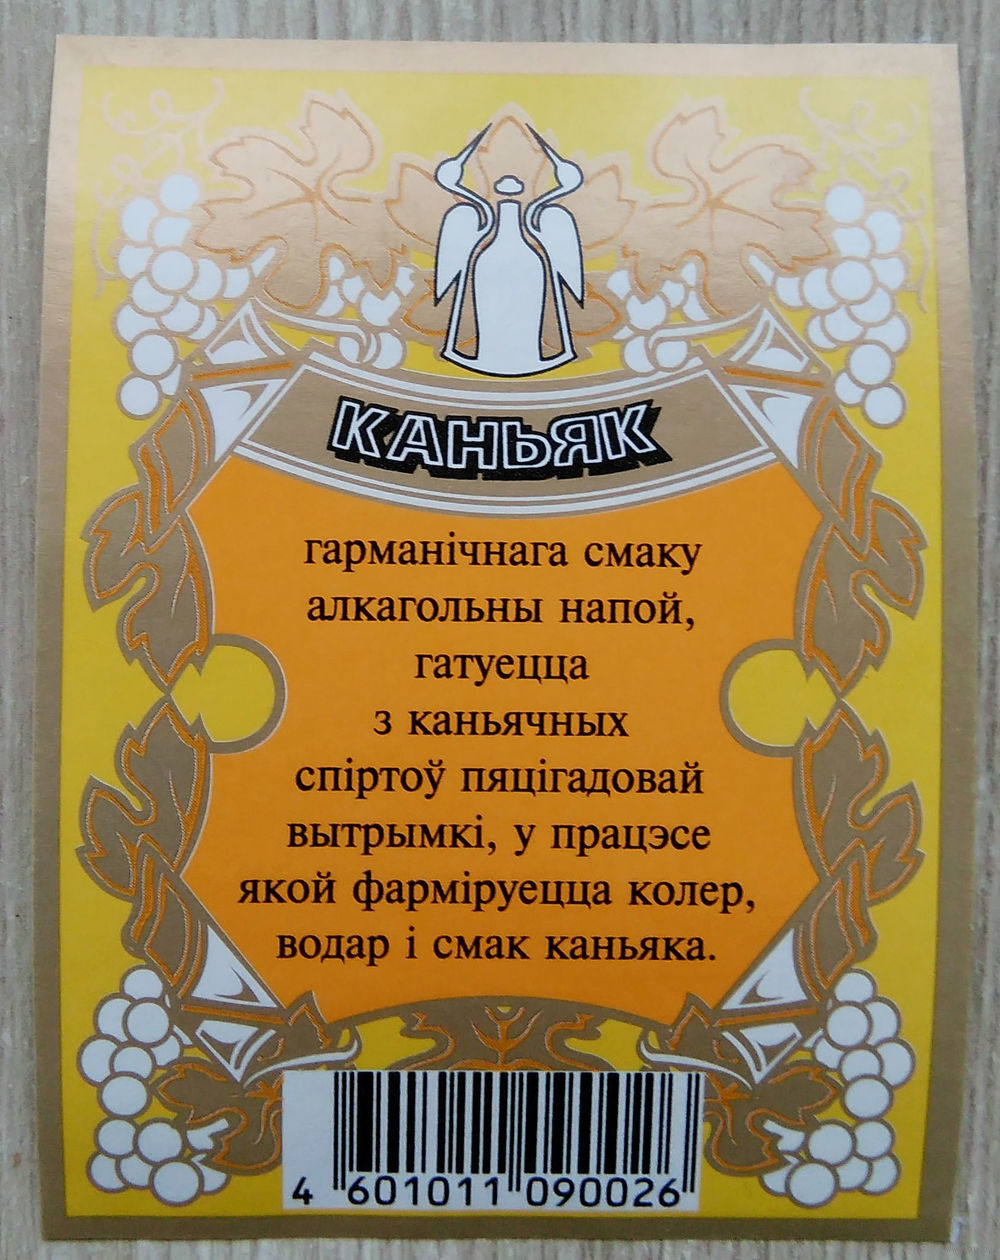 КАНЬЯК
гарманічнага смаку
алкагольны напой,
гатуецца
з каньячных
спіртоў пяцігадовай
вытрымкі, у працэсе
якой фарміруецца колер,
водар і смак каньяка.
4 601011 090026